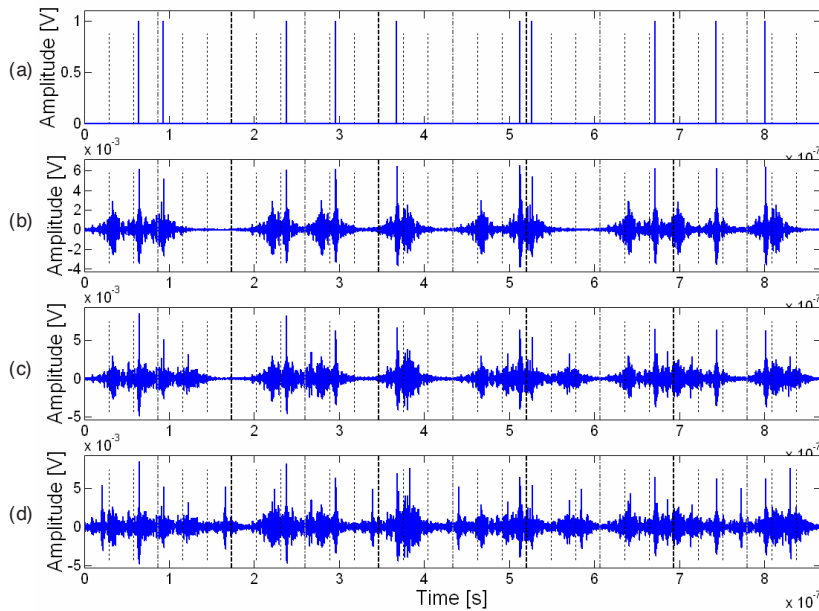 (a)
Amplitude [V]
1
0.5
0
0 1 2 3 4 5 6 7 8
x 10⁻³
x 10⁻⁷
(b)
Amplitude [V]
6
4
2
0
-2
-4
0 1 2 3 4 5 6 7 8
x 10⁻³
x 10⁻⁷
(c)
Amplitude [V]
5
0
-5
0 1 2 3 4 5 6 7 8
x 10⁻³
x 10⁻⁷
(d)
Amplitude [V]
5
0
-5
0 1 2 3 4 5 6 7 8
Time [s]
x 10⁻⁷